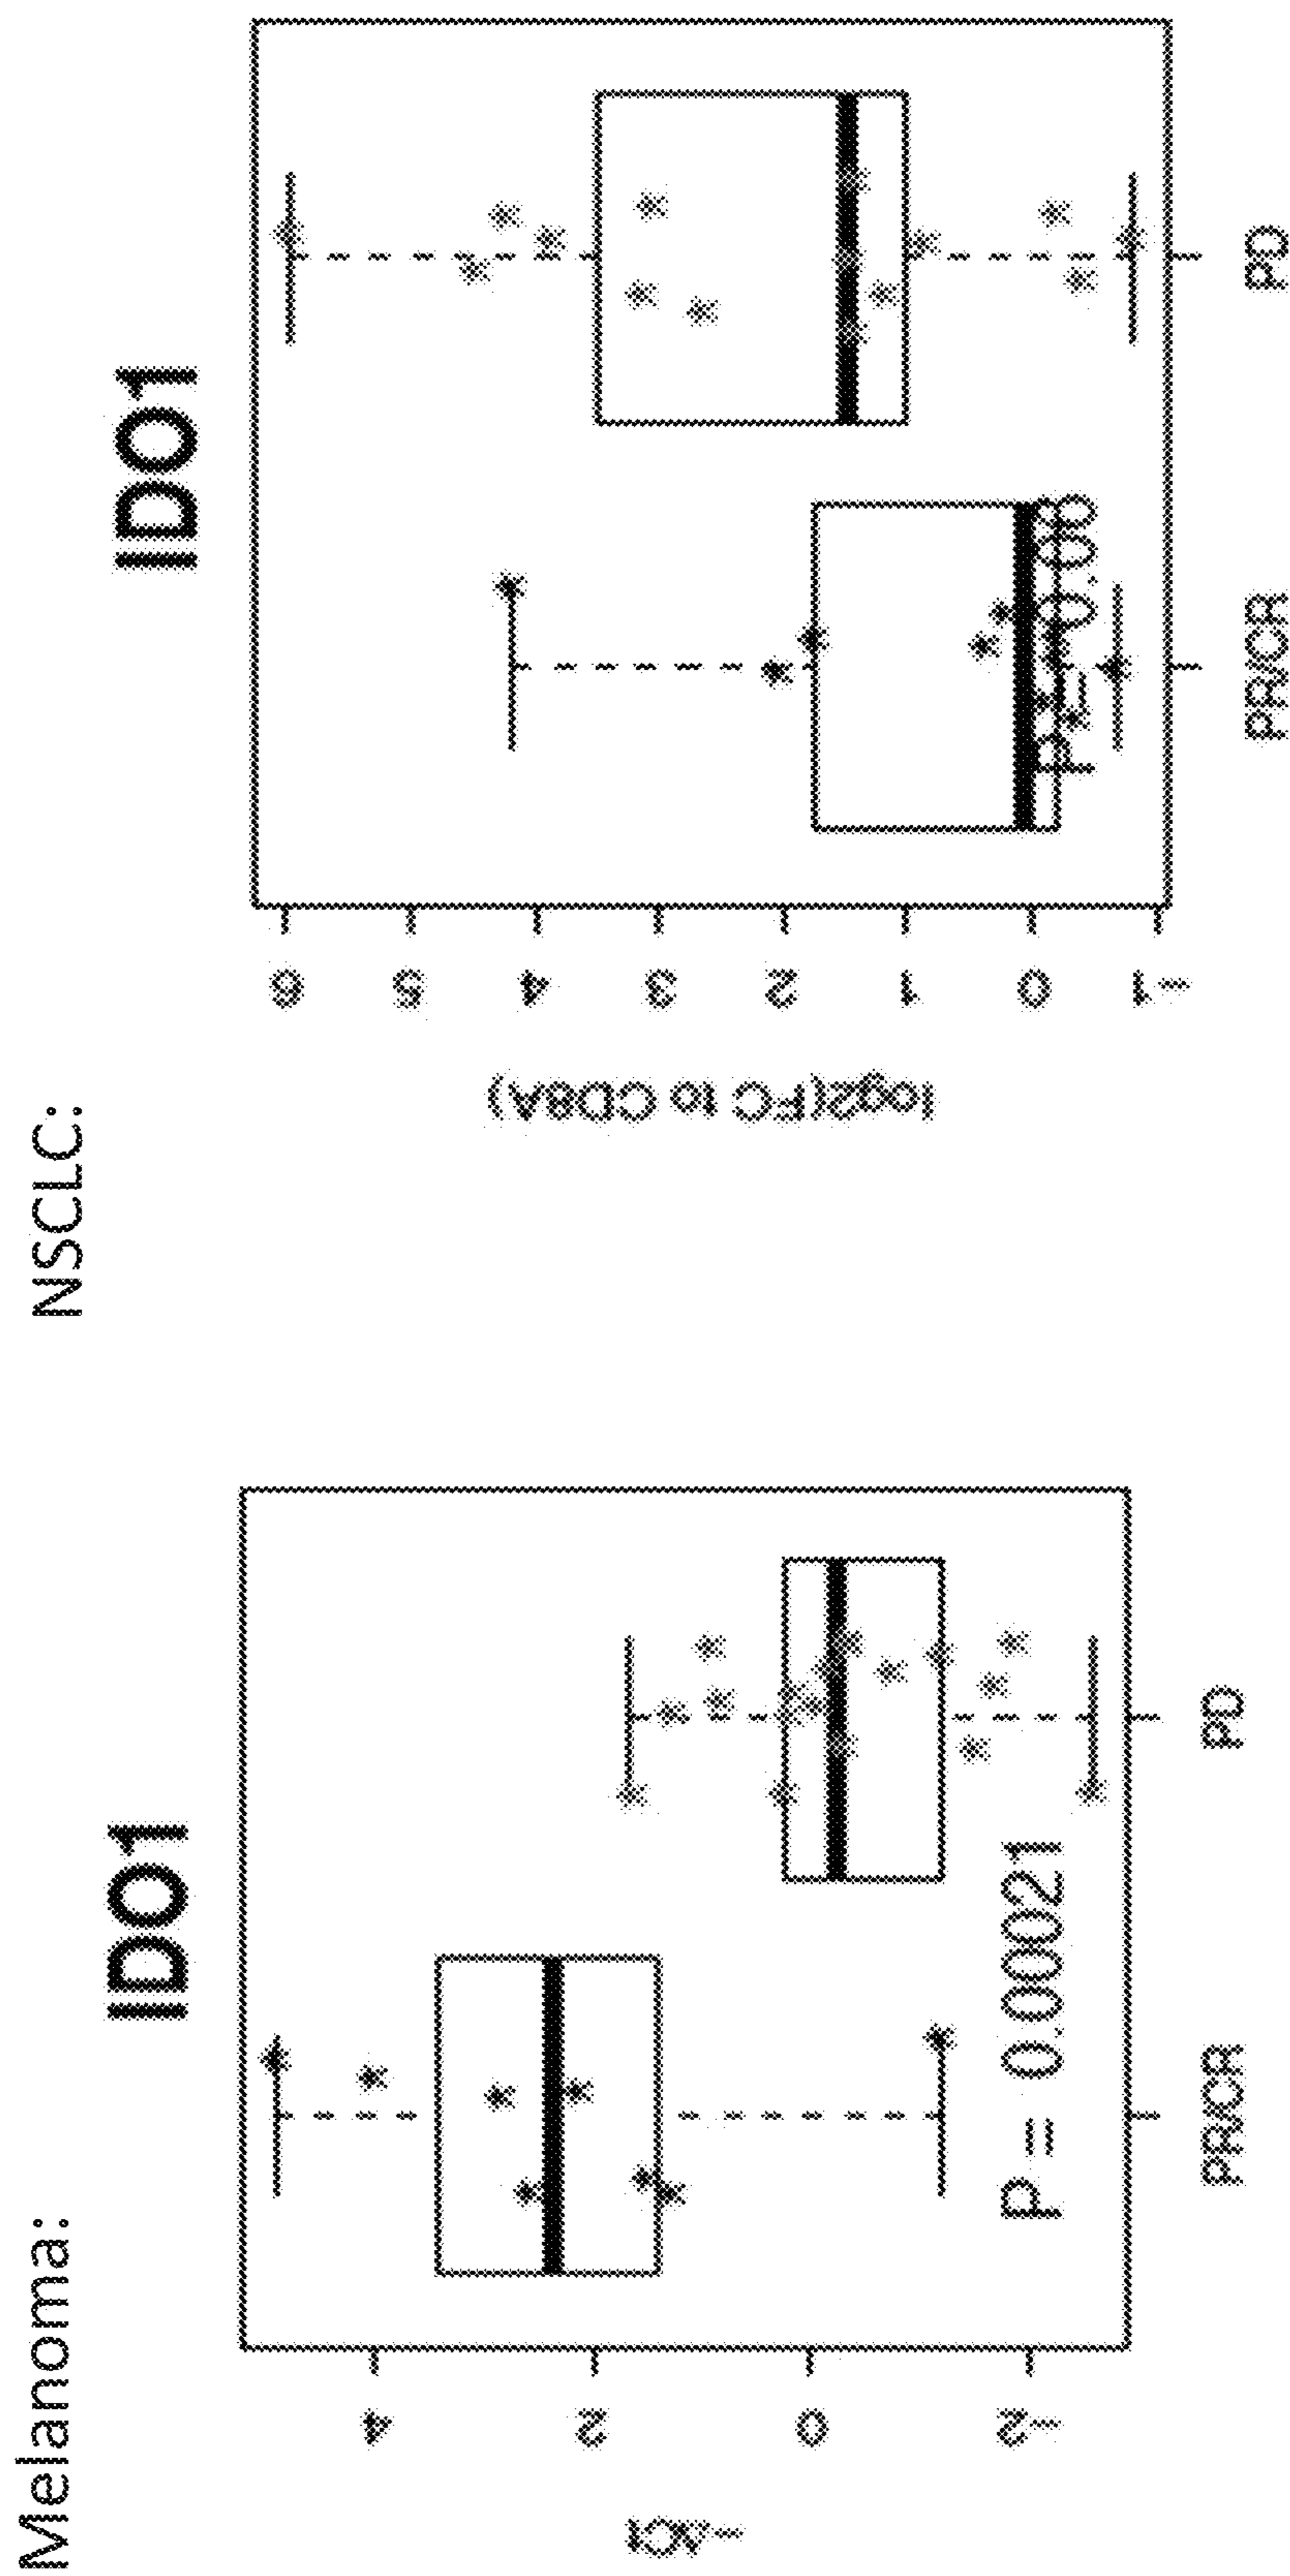 Melanoma:
IDO1
4
2
0
−2
−ΔCt
P = 0.00021
PR/CR
PD
NSCLC:
IDO1
6
5
4
3
2
1
0
−1
log2(FC to CD8A)
PR/CR
PD